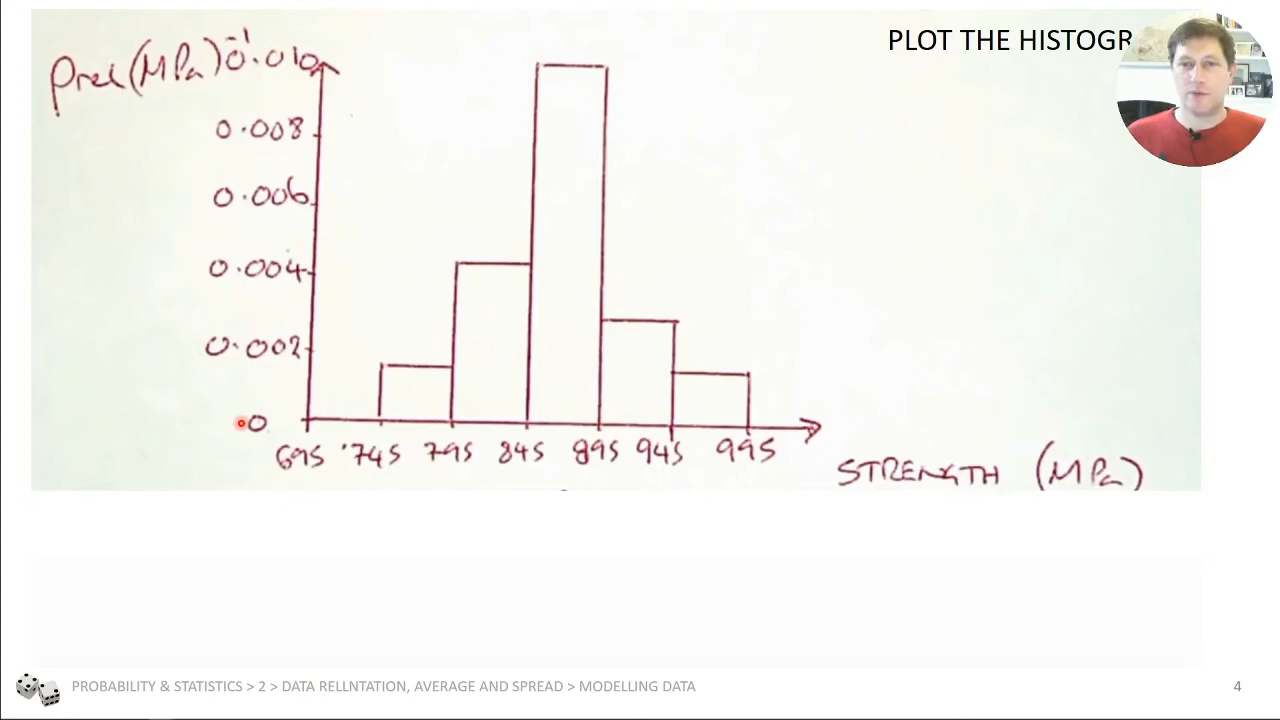 PLOT THE HISTOGR
(MPa)⁻¹ 0.010
0.008
0.006
0.004
0.002
0
695 745 795 845 895 945 995
STRENGTH (MPa)
PROBABILITY & STATISTICS > 2 > DATA RELLNTATION, AVERAGE AND SPREAD > MODELLING DATA
4